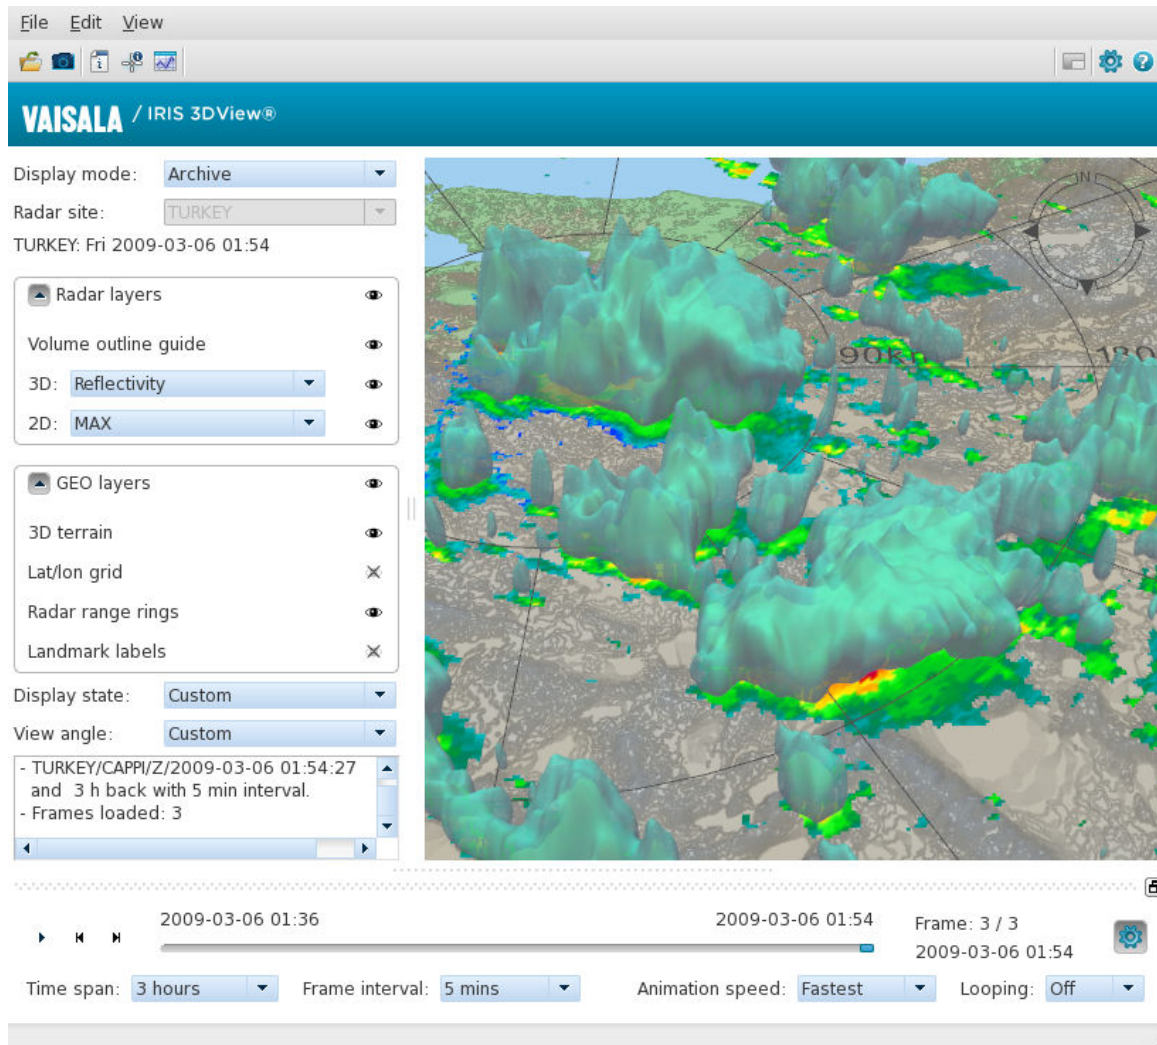 File Edit View
VAISALA / IRIS 3DView®
Display mode: Archive
Radar site: TURKEY
TURKEY: Fri 2009-03-06 01:54
Radar layers
Volume outline guide
3D: Reflectivity
2D: MAX
GEO layers
3D terrain
Lat/lon grid
Radar range rings
Landmark labels
Display state: Custom
View angle: Custom
- TURKEY/CAPPI/Z/2009-03-06 01:54:27
and 3 h back with 5 min interval.
- Frames loaded: 3
N
90km
2009-03-06 01:36
2009-03-06 01:54
Frame: 3 / 3
2009-03-06 01:54
Time span: 3 hours Frame interval: 5 mins Animation speed: Fastest Looping: Off